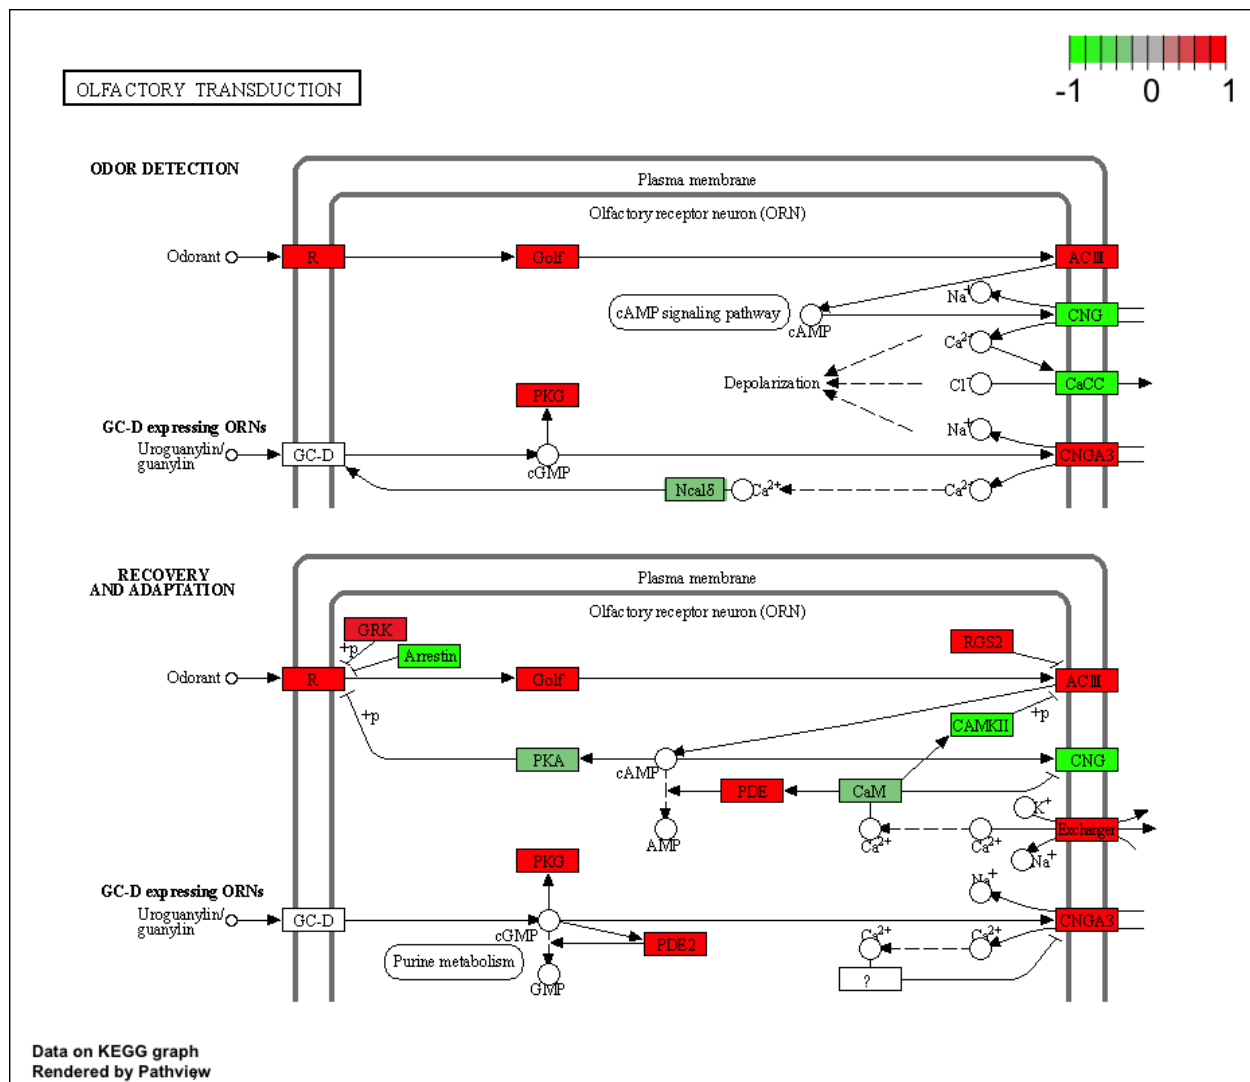 -1 0 1
OLFACTORY TRANSDUCTION
ODOR DETECTION
Plasma membrane
Olfactory receptor neuron (ORN)
Odorant
R
Golf
ACIII
Na+
cAMP signaling pathway
cAMP
CNG
Ca2+
Depolarization
Cl-
CaCC
PKG
GC-D expressing ORNs
Uroguanylin/
guanylin
GC-D
cGMP
Na+
CNGA3
Ncalδ
Ca2+
Ca2+
RECOVERY
AND ADAPTATION
Plasma membrane
Olfactory receptor neuron (ORN)
GRK
+p
Arrestin
RGS2
Odorant
R
Golf
ACIII
+p
CAMKII
+p
PKA
cAMP
CNG
PDE
CaM
K+
AMP
Ca2+
Ca2+
Exchanger
Na+
PKG
GC-D expressing ORNs
Uroguanylin/
guanylin
GC-D
cGMP
Na+
CNGA3
PDE2
Ca2+
Ca2+
Purine metabolism
GMP
?
Data on KEGG graph
Rendered by Pathview